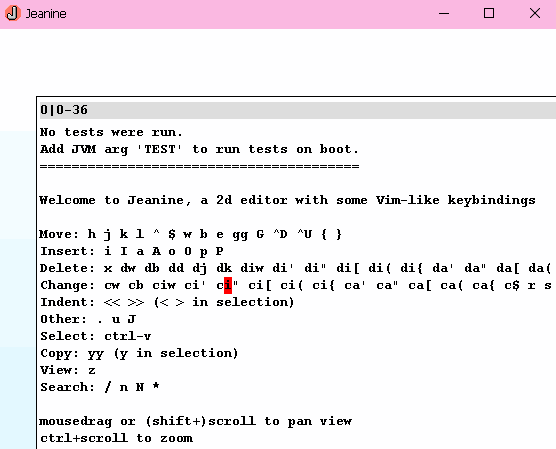 Jeanine
0|0-36
No tests were run.
Add JVM arg 'TEST' to run tests on boot.
========================================
Welcome to Jeanine, a 2d editor with some Vim-like keybindings
Move: h j k l ^ $ w b e gg G ^D ^U { }
Insert: i I a A o O p P
Delete: x dw db dd dj dk diw di' di" di[ di( di{ da' da" da[ da(
Change: cw cb ciw ci' ci" ci[ ci( ci{ ca' ca" ca[ ca( ca{ c$ r s
Indent: << >> (< > in selection)
Other: . u J
Select: ctrl-v
Copy: yy (y in selection)
View: z
Search: / n N *
mousedrag or (shift+)scroll to pan view
ctrl+scroll to zoom